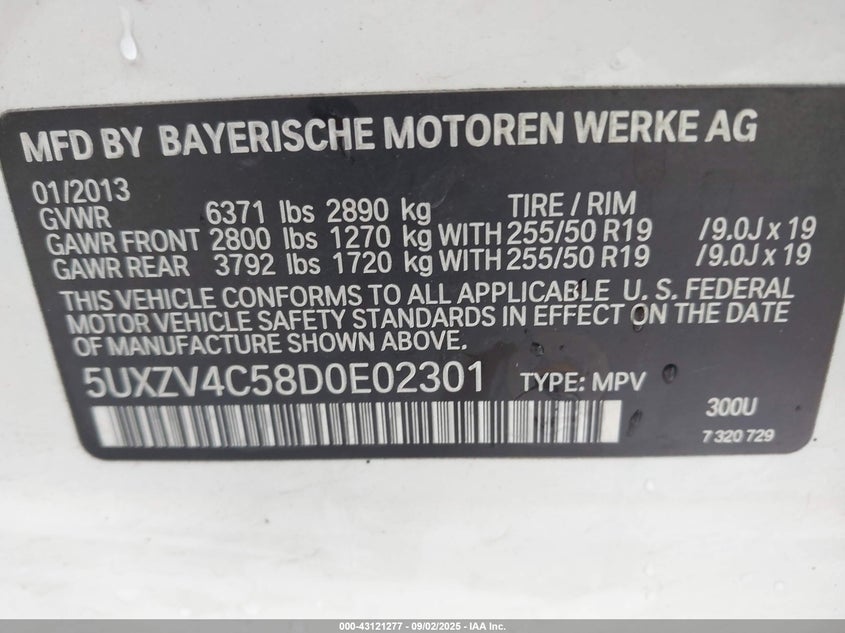 MFD BY BAYERISCHE MOTOREN WERKE AG
01/2013
GVWR 6371 lbs 2890 kg TIRE / RIM
GAWR FRONT 2800 lbs 1270 kg WITH 255/50 R19 /9.0J x 19
GAWR REAR 3792 lbs 1720 kg WITH 255/50 R19 /9.0J x 19
THIS VEHICLE CONFORMS TO ALL APPLICABLE U. S. FEDERAL
MOTOR VEHICLE SAFETY STANDARDS IN EFFECT ON THE DATE
OF MANUFACTURE SHOWN ABOVE.
5UXZV4C58D0E02301 TYPE: MPV
300U
7 320 729
000-43121277 - 09/02/2025 - IAA Inc.